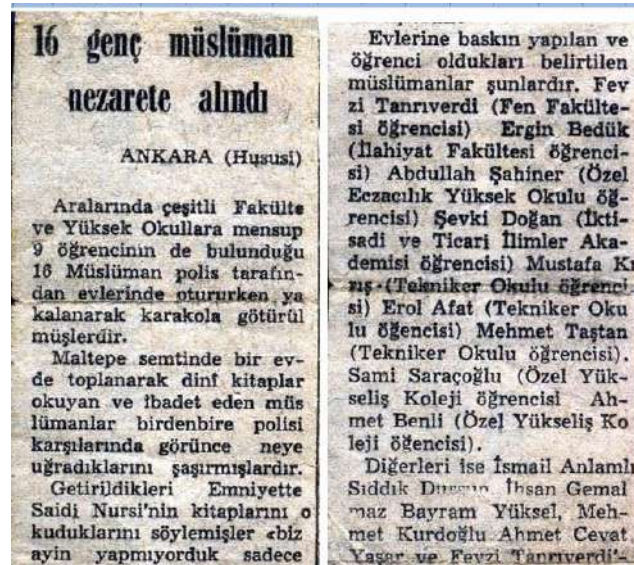 16 genç müslüman
nezarete alındı
ANKARA (Hususi)
Aralarında çeşitli Fakülte
ve Yüksek Okullara mensup
9 öğrencinin de bulunduğu
16 Müslüman polis tarafın-
dan evlerinde otururken ya
kalanarak karakola götürül
müşlerdir.
Maltepe semtinde bir ev-
de toplanarak dinî kitaplar
okuyan ve ibadet eden müs
lümanlar birdenbire polisi
karşılarında görünce neye
uğradıklarını şaşırmışlardır.
Getirildikleri Emniyette
Saidi Nursi'nin kitaplarını o
kuduklarını söylemişler «biz
ayin yapmıyorduk sadece
Evlerine baskın yapılan ve
öğrenci oldukları belirtilen
müslümanlar şunlardır. Fev
zi Tanrıverdi (Fen Fakülte-
si öğrencisi) Ergin Bedük
(İlahiyat Fakültesi öğrenci-
si) Abdullah Şahiner (Özel
Eczacılık Yüksek Okulu öğ-
rencisi) Şevki Doğan (İkti-
sadi ve Ticari İlimler Aka-
demisi öğrencisi) Mustafa Kı
rış (Tekniker Okulu öğrenci
si) Erol Afat (Tekniker Oku
lu öğencisi) Mehmet Taştan
(Tekniker Okulu öğrencisi).
Sami Saraçoğlu (Özel Yük-
seliş Koleji öğrencisi Ah-
met Benli (Özel Yükseliş Ko
leji öğencisi).
Diğerleri ise İsmail Anlamlı
Sıddık Dursun, İhsan Gemal
maz Bayram Yüksel, Meh-
met Kurdoğlu Ahmet Cevat
Yaşar ve Fevzi Tanrıverdi'-